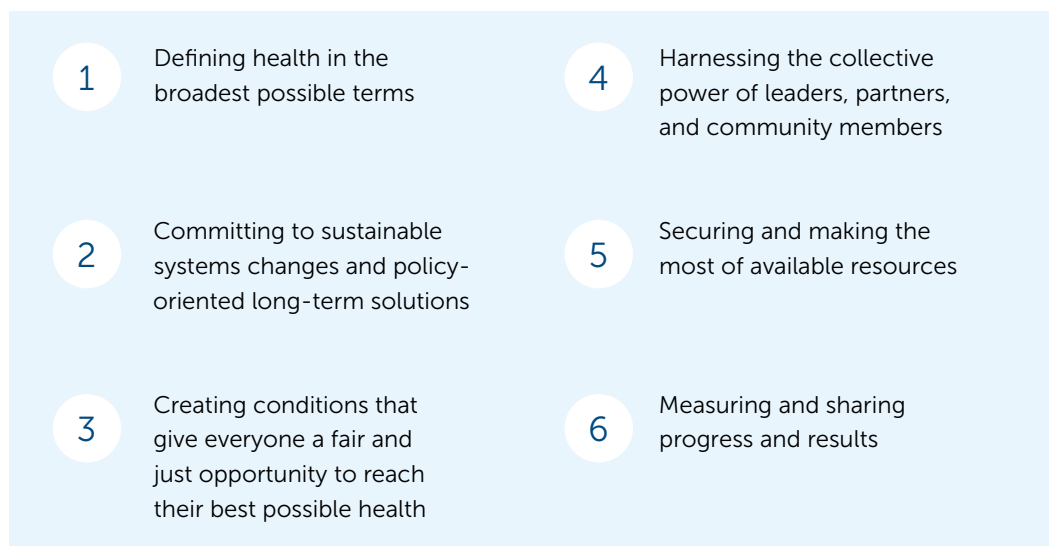 1
Defining health in the
broadest possible terms
2
Committing to sustainable
systems changes and policy-
oriented long-term solutions
3
Creating conditions that
give everyone a fair and
just opportunity to reach
their best possible health
4
Harnessing the collective
power of leaders, partners,
and community members
5
Securing and making the
most of available resources
6
Measuring and sharing
progress and results